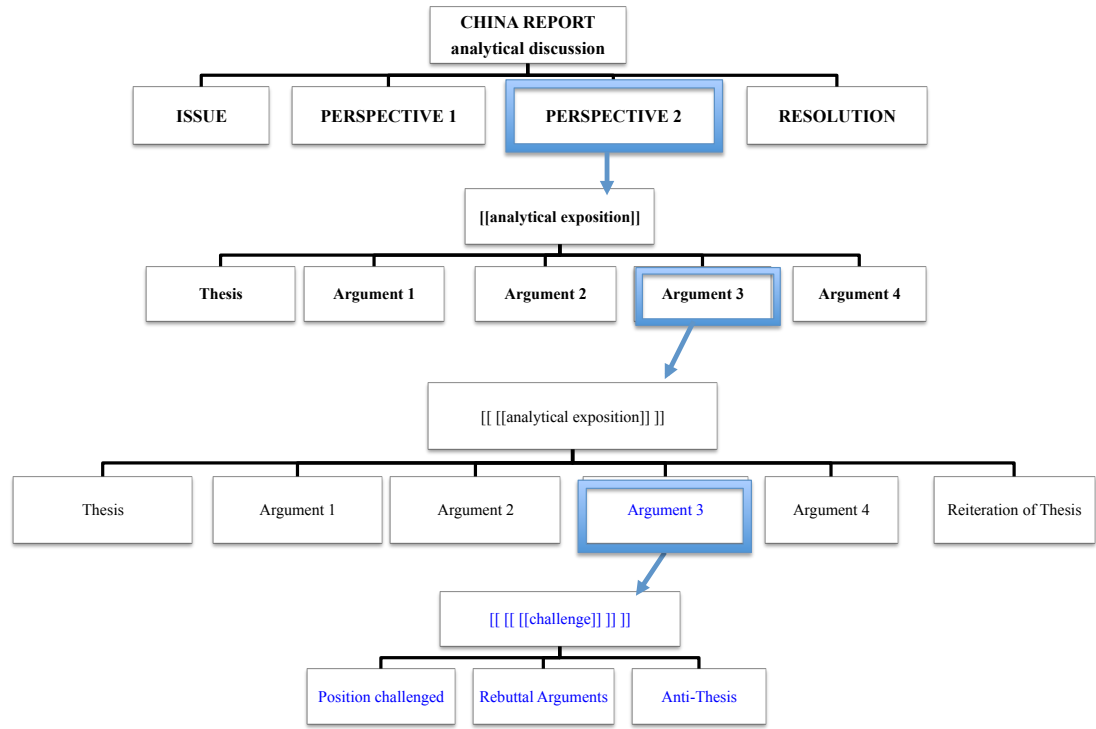 CHINA REPORT
analytical discussion
ISSUE
PERSPECTIVE 1
PERSPECTIVE 2
RESOLUTION
[[analytical exposition]]
Thesis
Argument 1
Argument 2
Argument 3
Argument 4
[[ [[analytical exposition]] ]]
Thesis
Argument 1
Argument 2
Argument 3
Argument 4
Reiteration of Thesis
[[ [[ [[challenge]] ]] ]]
Position challenged
Rebuttal Arguments
Anti-Thesis